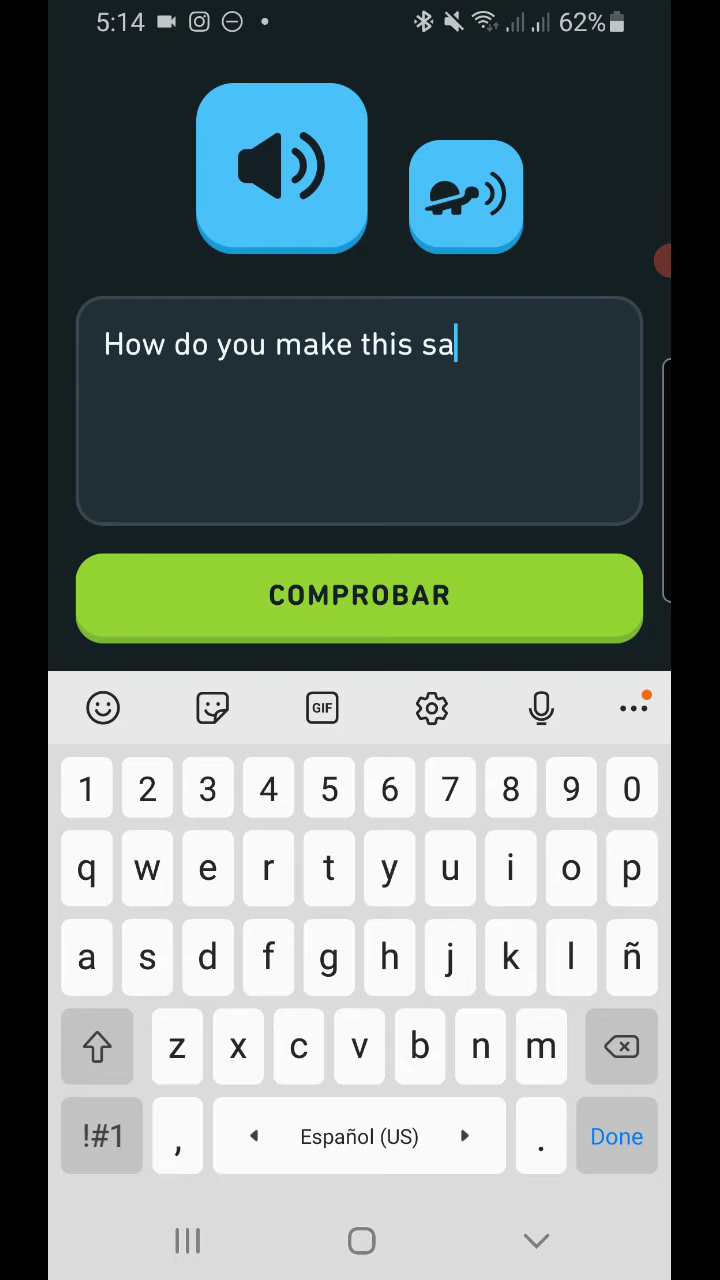 5:14 62%
How do you make this sa
COMPROBAR
GIF
1 2 3 4 5 6 7 8 9 0
q w e r t y u i o p
a s d f g h j k l ñ
z x c v b n m
!#1 , Español (US) . Done